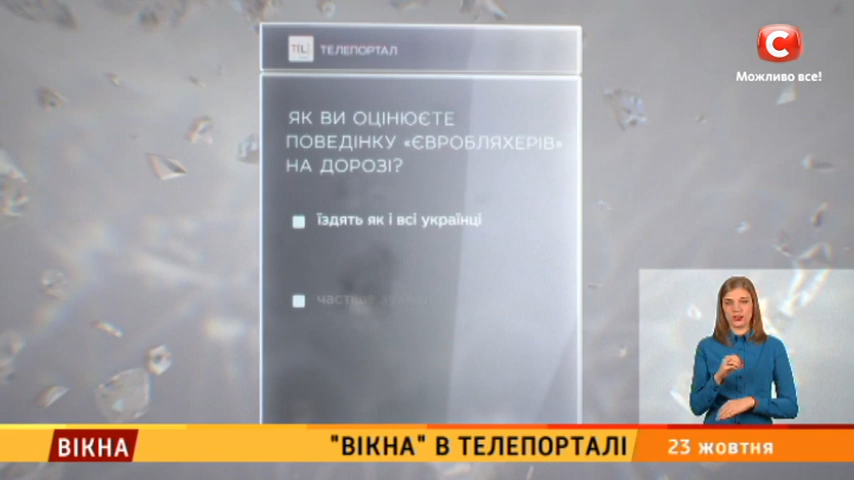 С
Можливо все!
ТЕЛЕПОРТАЛ
ЯК ВИ ОЦІНЮЄТЕ
ПОВЕДІНКУ «ЄВРОБЛЯХЕРІВ»
НА ДОРОЗІ?
їздять як і всі українці
частіше
ВІКНА
"ВІКНА" В ТЕЛЕПОРТАЛІ
23 жовтня